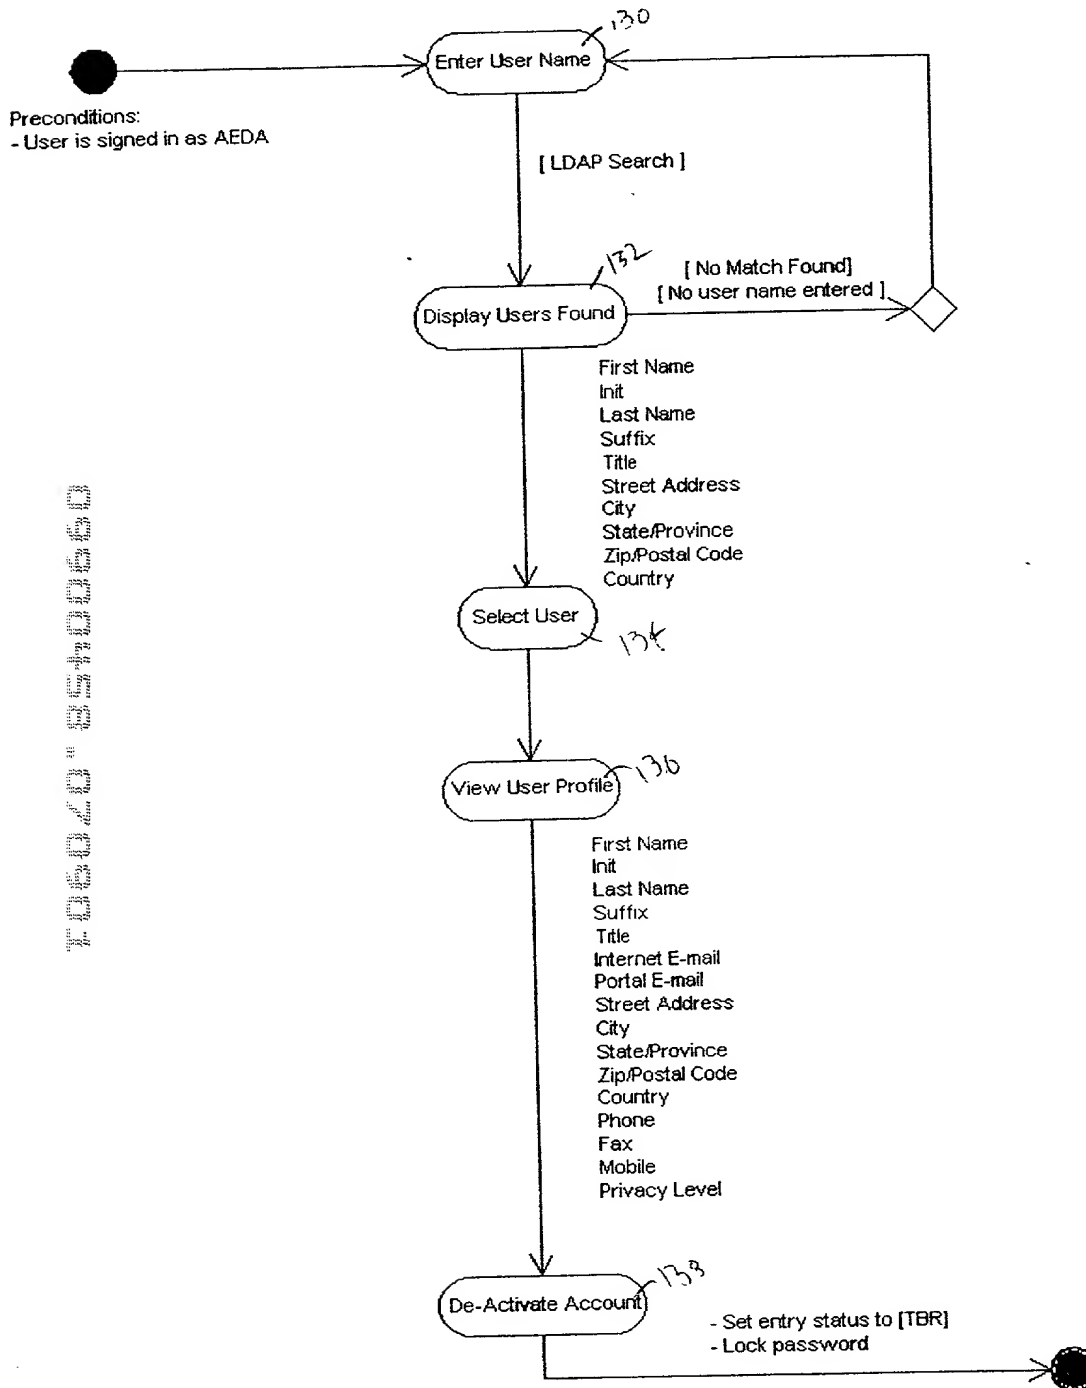 130
Enter User Name
Preconditions:
- User is signed in as AEDA
[ LDAP Search ]
132
[ No Match Found]
[ No user name entered ]
Display Users Found
First Name
Init
Last Name
Suffix
Title
Street Address
City
State/Province
Zip/Postal Code
Country
Select User
134
09900458.070901
136
View User Profile
First Name
Init
Last Name
Suffix
Title
Internet E-mail
Portal E-mail
Street Address
City
State/Province
Zip/Postal Code
Country
Phone
Fax
Mobile
Privacy Level
138
De-Activate Account
- Set entry status to [TBR]
- Lock password